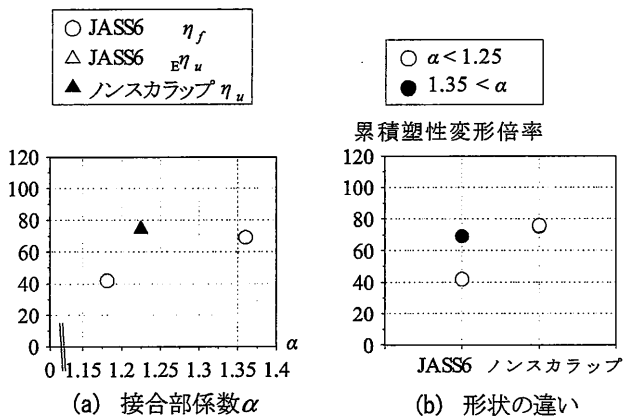 ○ JASS6 η f
△ JASS6 E η u
▲ ノンスカラップ η u
○ α < 1.25
● 1.35 < α
累積塑性変形倍率
120
100
80
60
40
20
0
0 1.15 1.2 1.25 1.3 1.35 1.4
α
(a) 接合部係数α
120
100
80
60
40
20
0
JASS6 ノンスカラップ
(b) 形状の違い